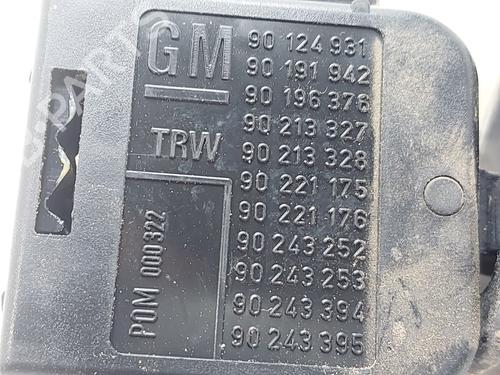 GM
TRW
POM 000322
90 124 931
90 191 942
90 196 376
90 213 327
90 213 328
90 221 175
90 221 176
90 243 252
90 243 253
90 243 394
90 243 395
B-PARTS